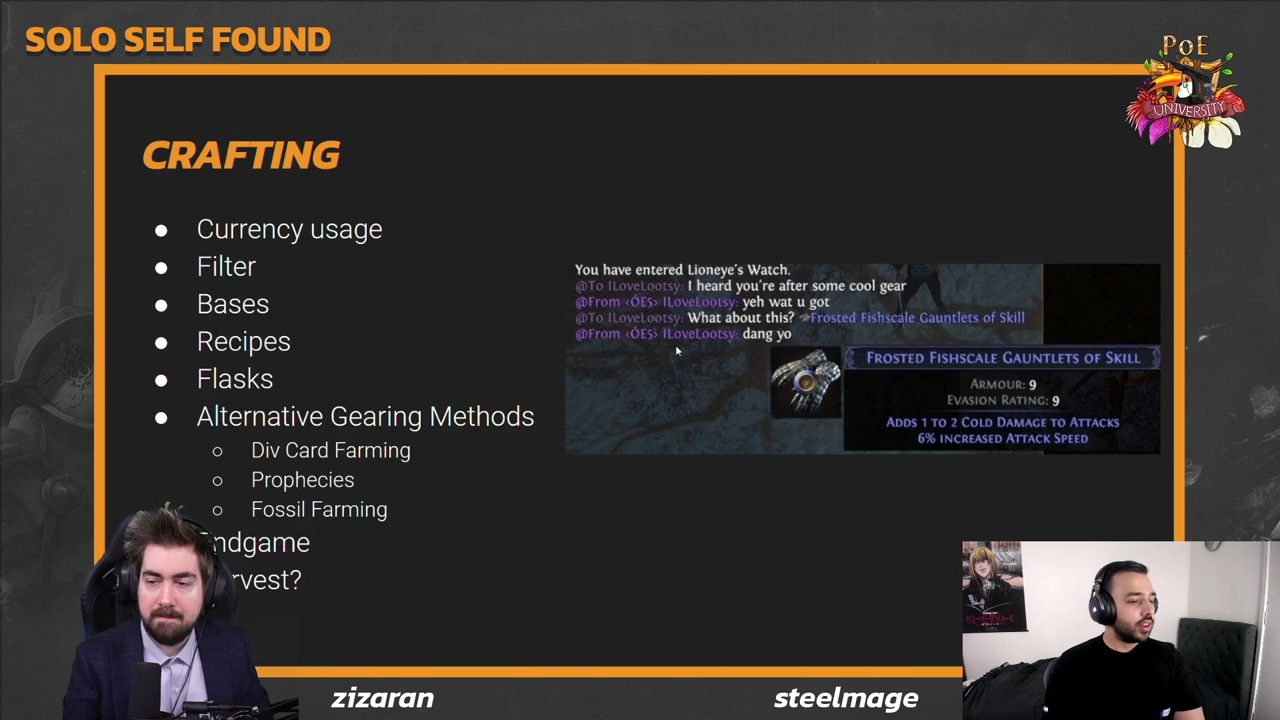 SOLO SELF FOUND
PoE
UNIVERSITY
CRAFTING
● Currency usage
● Filter
● Bases
● Recipes
● Flasks
● Alternative Gearing Methods
○ Div Card Farming
○ Prophecies
○ Fossil Farming
Endgame
rvest?
You have entered Lioneye's Watch.
@To ILoveLootsy: I heard you're after some cool gear
@From <ÓE5> ILoveLootsy: yeh wat u got
@To ILoveLootsy: What about this? Frosted Fishscale Gauntlets of Skill
@From <ÓE5> ILoveLootsy: dang yo
FROSTED FISHSCALE GAUNTLETS OF SKILL
ARMOUR: 9
EVASION RATING: 9
ADDS 1 TO 2 COLD DAMAGE TO ATTACKS
6% INCREASED ATTACK SPEED
zizaran
steelmage